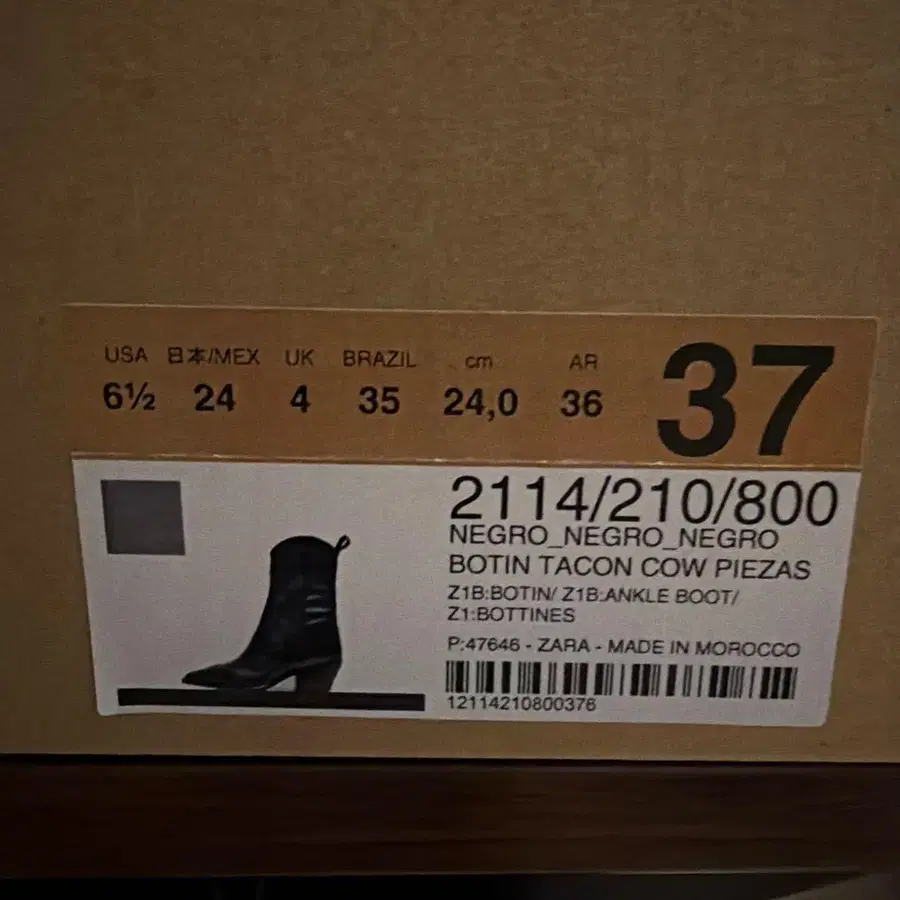 USA 日本/MEX UK BRAZIL cm AR
6½ 24 4 35 24,0 36 37
2114/210/800
NEGRO_NEGRO_NEGRO
BOTIN TACON COW PIEZAS
Z1B:BOTIN/ Z1B:ANKLE BOOT/
Z1:BOTTINES
P:47646 - ZARA - MADE IN MOROCCO
12114210800376